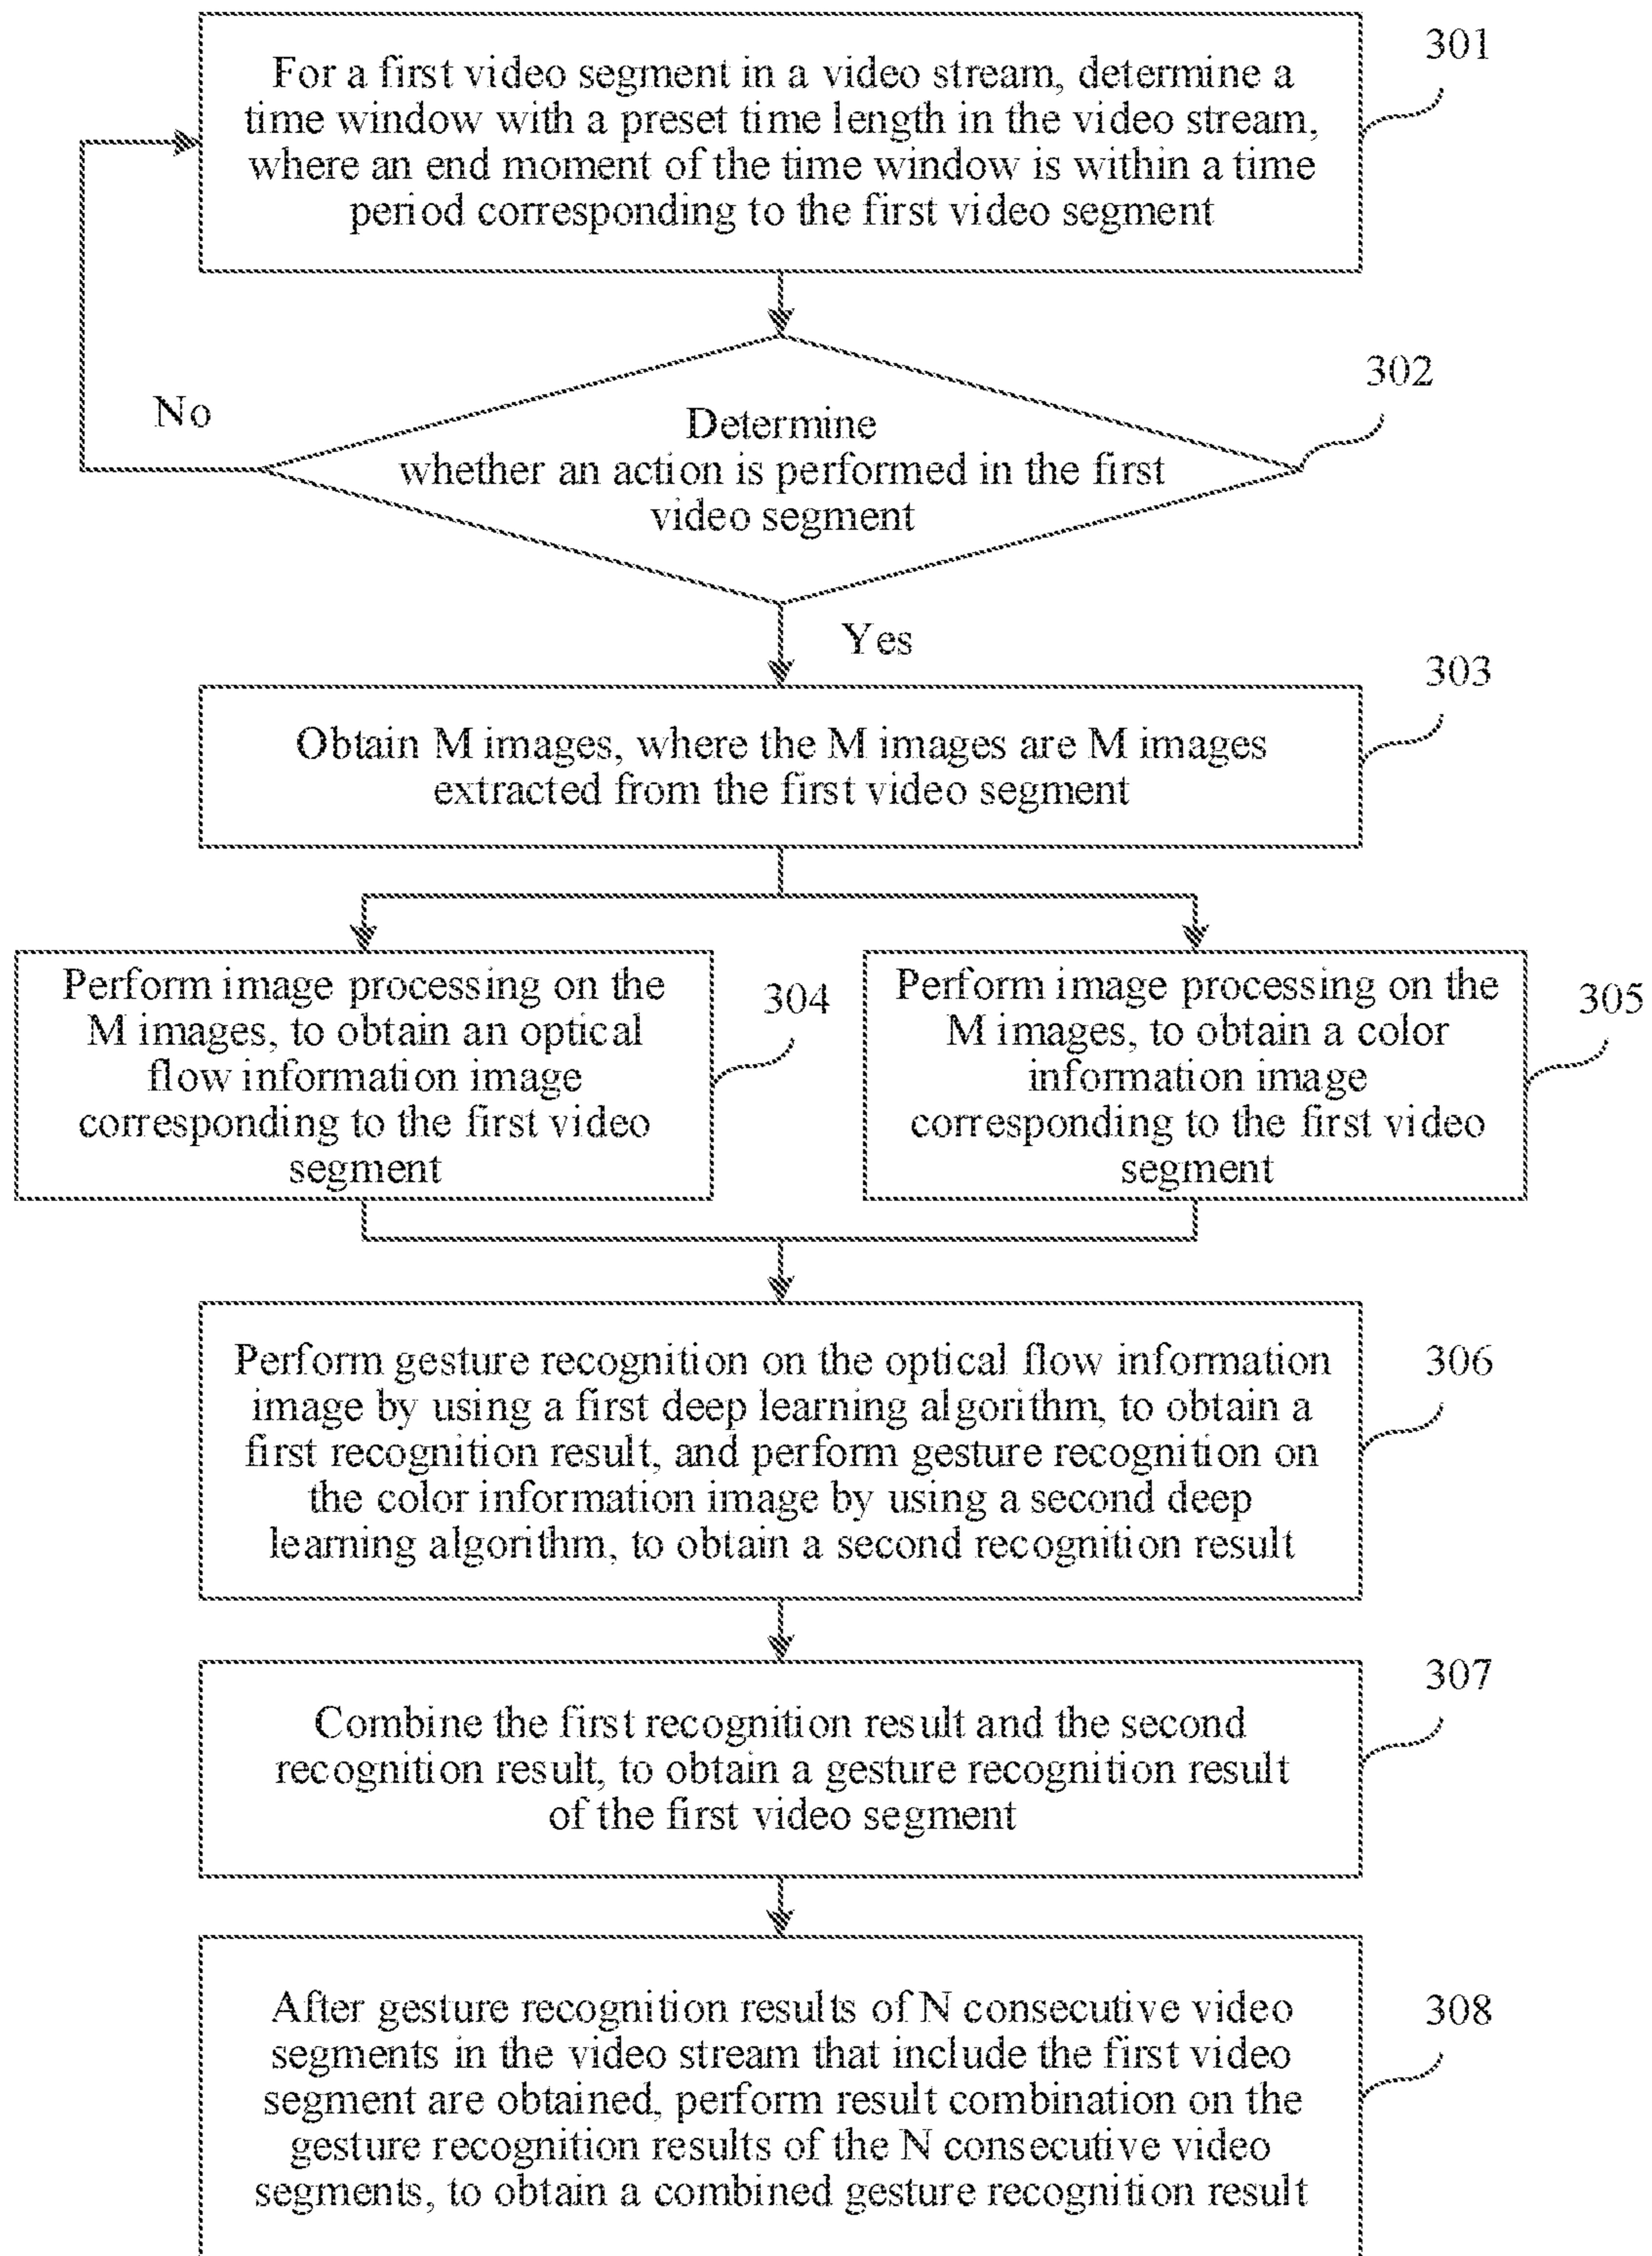 301
For a first video segment in a video stream, determine a
time window with a preset time length in the video stream,
where an end moment of the time window is within a time
period corresponding to the first video segment
302
No
Determine
whether an action is performed in the first
video segment
Yes
303
Obtain M images, where the M images are M images
extracted from the first video segment
Perform image processing on the
M images, to obtain an optical
flow information image
corresponding to the first video
segment
304
Perform image processing on the
M images, to obtain a color
information image
corresponding to the first video
segment
305
Perform gesture recognition on the optical flow information
image by using a first deep learning algorithm, to obtain a
first recognition result, and perform gesture recognition on
the color information image by using a second deep
learning algorithm, to obtain a second recognition result
306
307
Combine the first recognition result and the second
recognition result, to obtain a gesture recognition result
of the first video segment
After gesture recognition results of N consecutive video
segments in the video stream that include the first video
segment are obtained, perform result combination on the
gesture recognition results of the N consecutive video
segments, to obtain a combined gesture recognition result
308